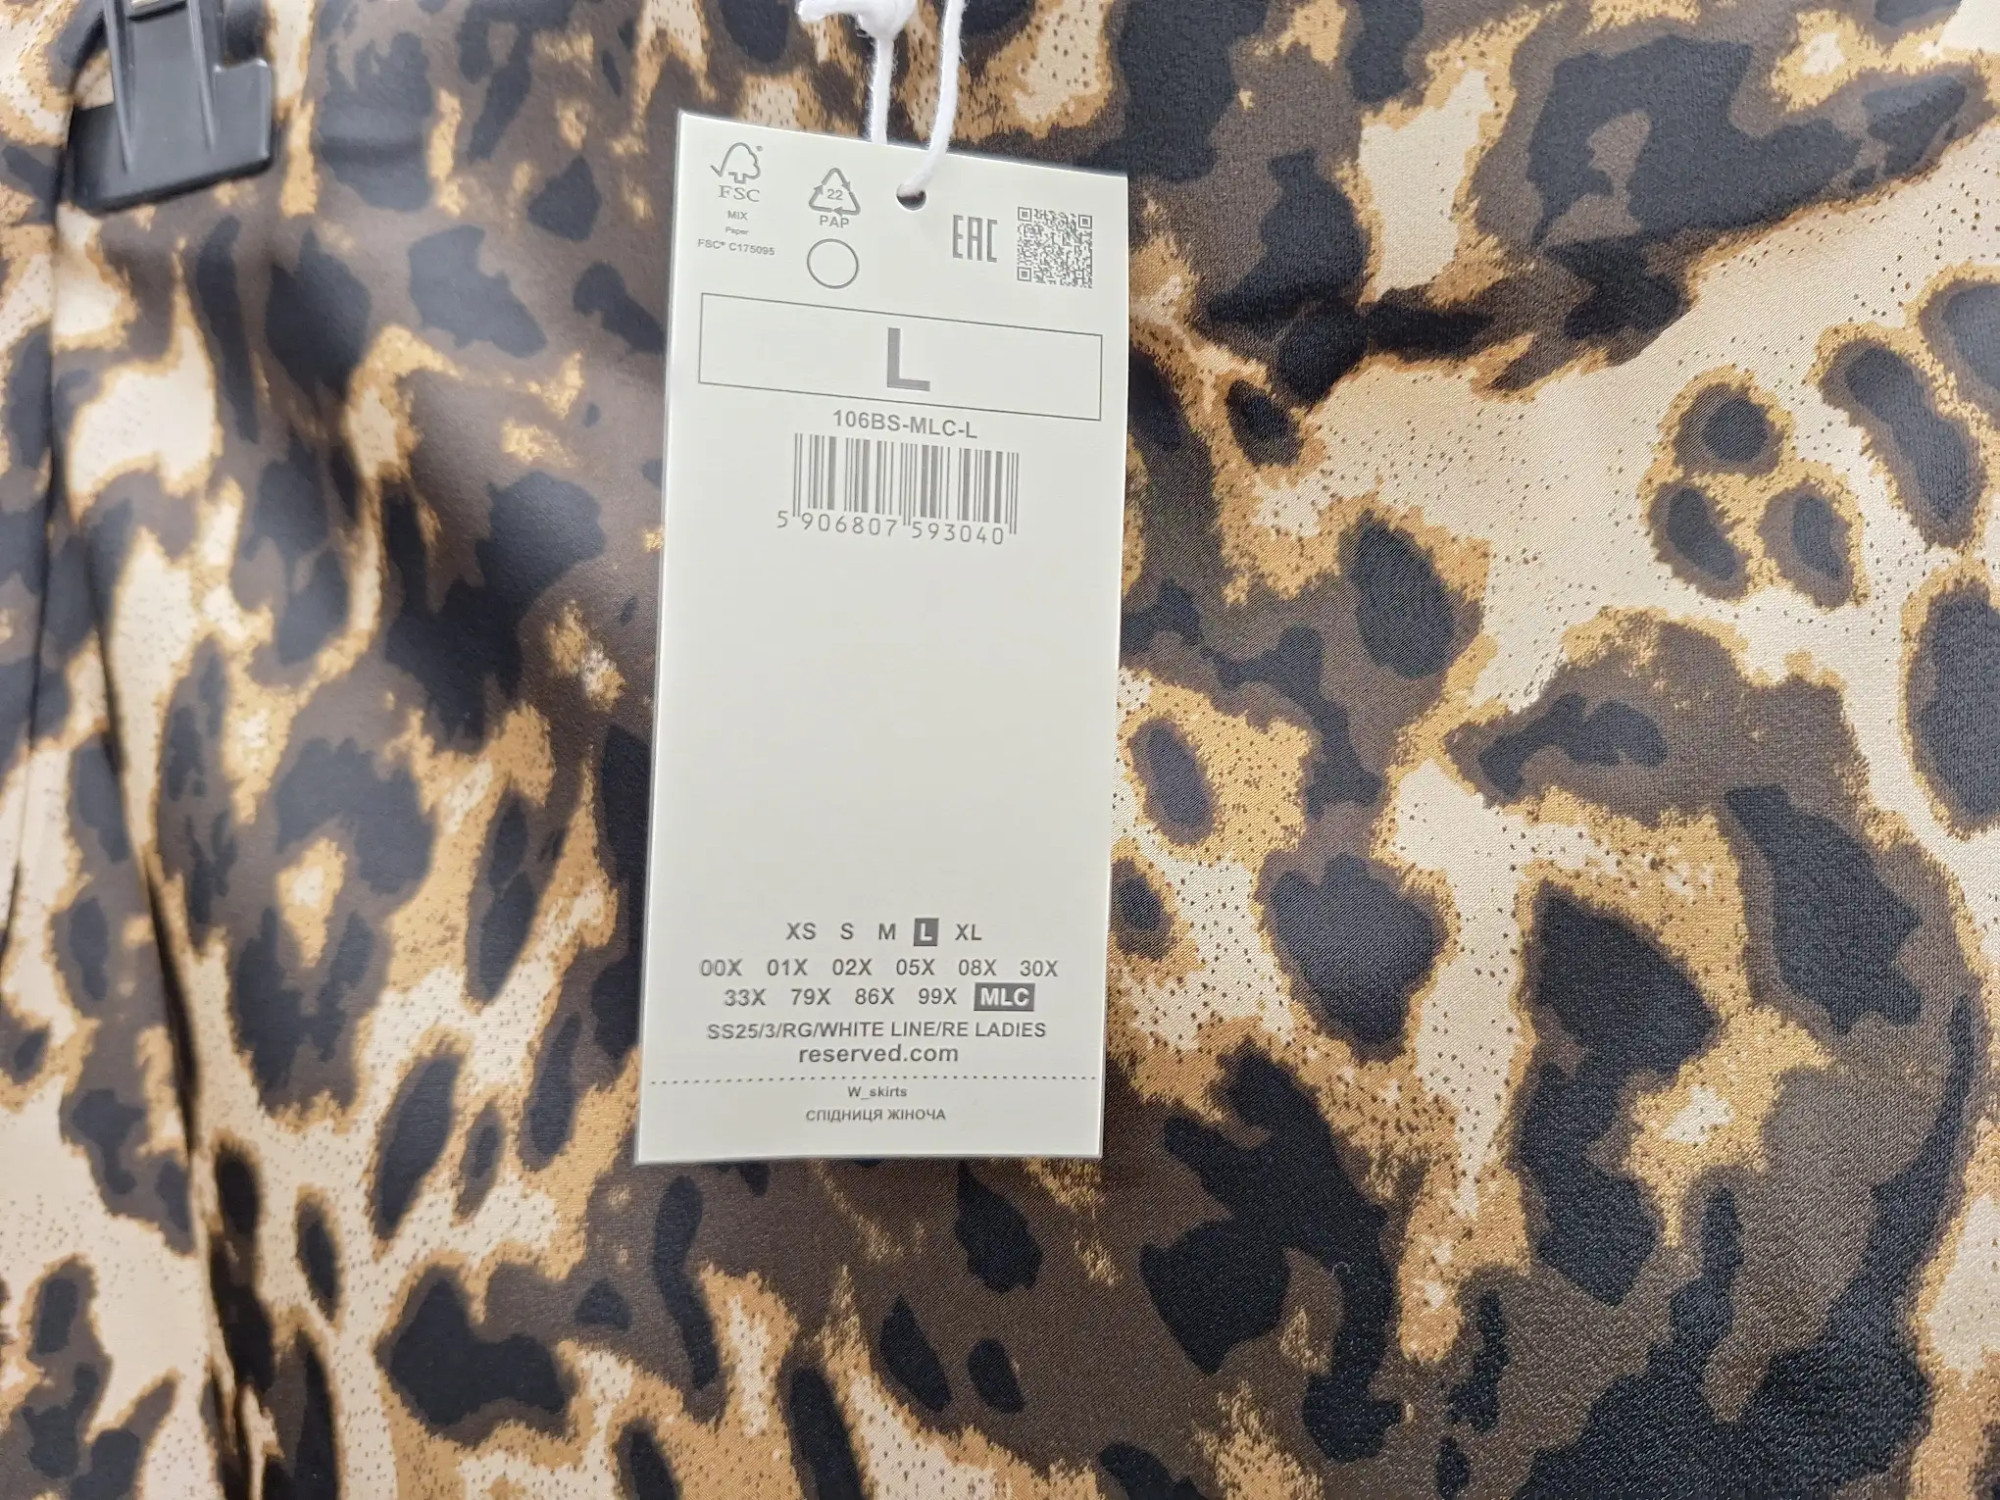 FSC
MIX
Paper
FSC® C175095
22
PAP
EAC
L
106BS-MLC-L
5 906807 593040
XS S M L XL
00X 01X 02X 05X 08X 30X
33X 79X 86X 99X MLC
SS25/3/RG/WHITE LINE/RE LADIES
reserved.com
W_skirts
СПІДНИЦЯ ЖІНОЧА